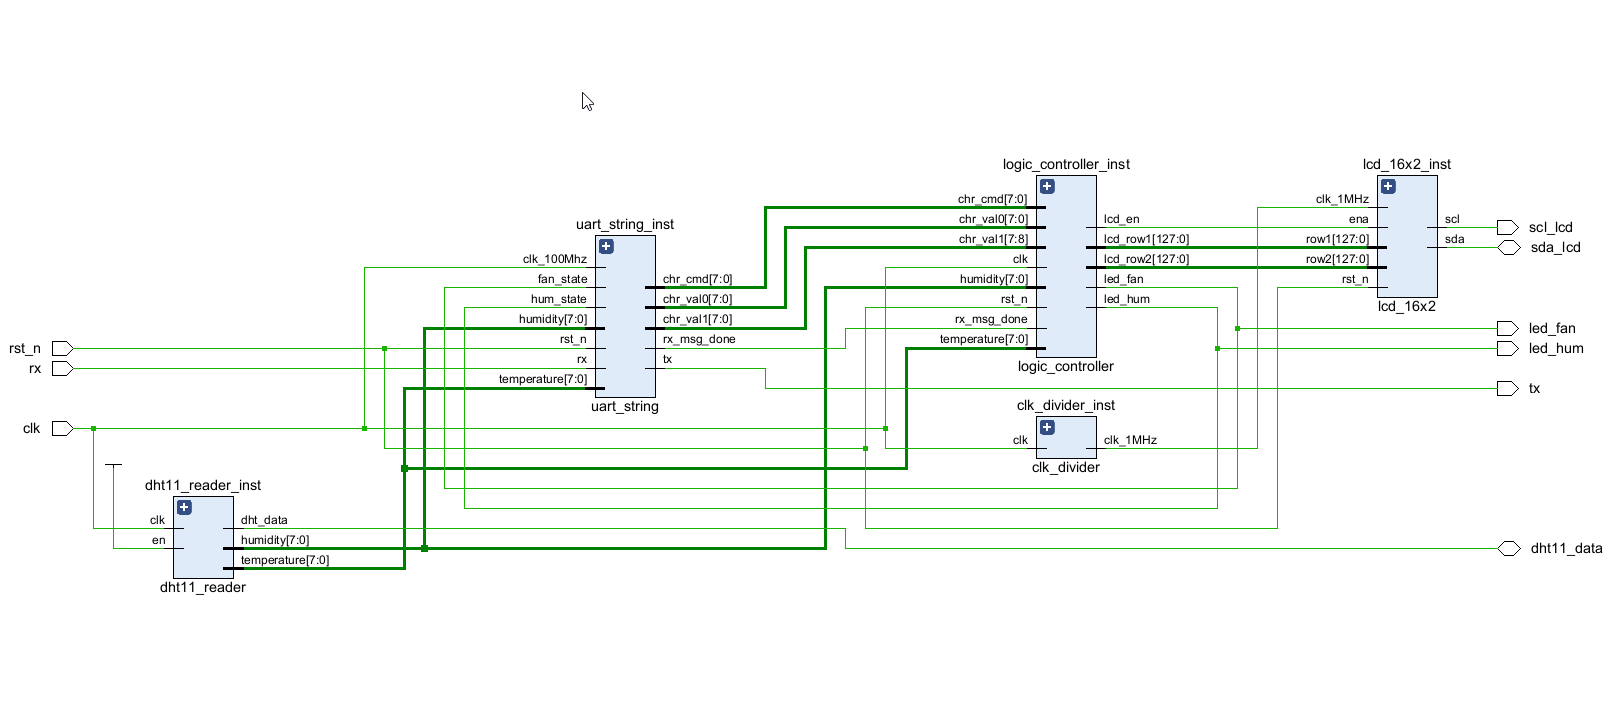 rst_n
rx
clk
dht11_reader_inst
clk
en
dht_data
humidity[7:0]
temperature[7:0]
dht11_reader
uart_string_inst
clk_100Mhz
fan_state
hum_state
humidity[7:0]
rst_n
rx
temperature[7:0]
chr_cmd[7:0]
chr_val0[7:0]
chr_val1[7:0]
rx_msg_done
tx
uart_string
logic_controller_inst
chr_cmd[7:0]
chr_val0[7:0]
chr_val1[7:8]
clk
humidity[7:0]
rst_n
rx_msg_done
temperature[7:0]
lcd_en
lcd_row1[127:0]
lcd_row2[127:0]
led_fan
led_hum
logic_controller
clk_divider_inst
clk
clk_1MHz
clk_divider
lcd_16x2_inst
clk_1MHz
ena
row1[127:0]
row2[127:0]
rst_n
scl
sda
lcd_16x2
scl_lcd
sda_lcd
led_fan
led_hum
tx
dht11_data